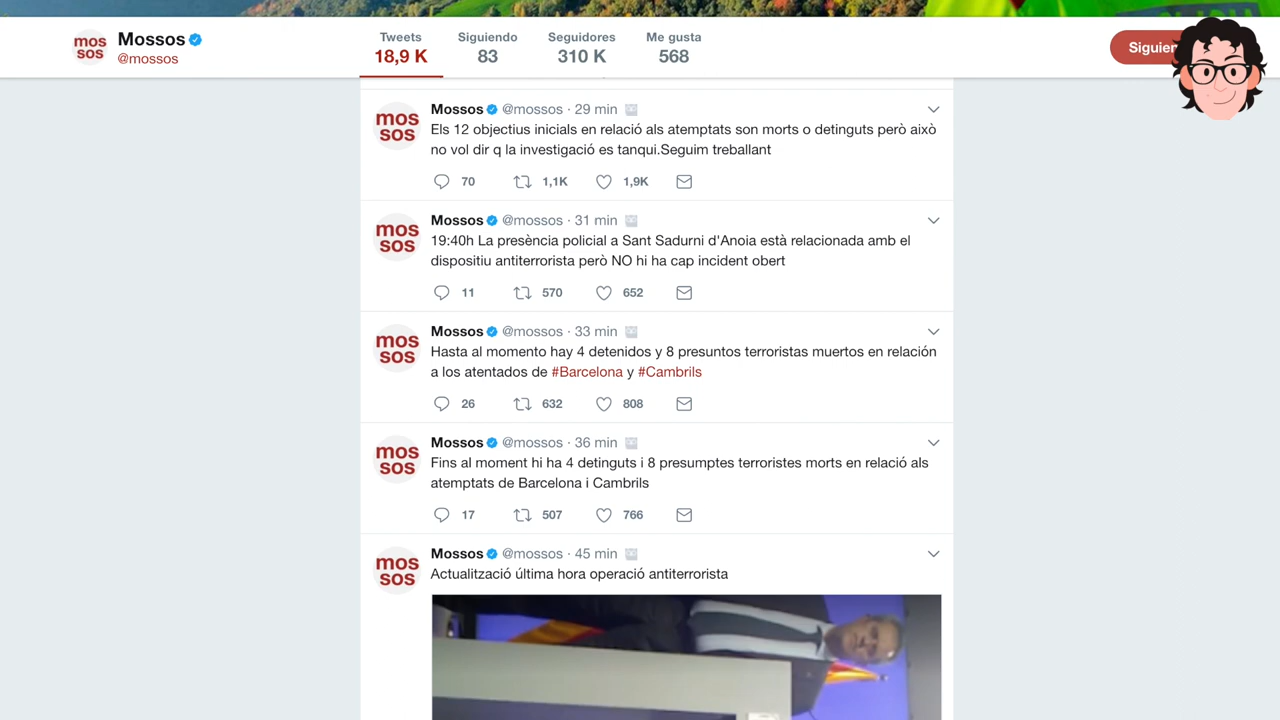 mos
sos
Mossos
@mossos
Tweets
18,9 K
Siguiendo
83
Seguidores
310 K
Me gusta
568
mos
sos
Mossos @mossos · 29 min
Els 12 objectius inicials en relació als atemptats son morts o detinguts però això
no vol dir q la investigació es tanqui.Seguim treballant
70 1,1K 1,9K
mos
sos
Mossos @mossos · 31 min
19:40h La presència policial a Sant Sadurni d'Anoia està relacionada amb el
dispositiu antiterrorista però NO hi ha cap incident obert
11 570 652
mos
sos
Mossos @mossos · 33 min
Hasta al momento hay 4 detenidos y 8 presuntos terroristas muertos en relación
a los atentados de #Barcelona y #Cambrils
26 632 808
mos
sos
Mossos @mossos · 36 min
Fins al moment hi ha 4 detinguts i 8 presumptes terroristes morts en relació als
atemptats de Barcelona i Cambrils
17 507 766
mos
sos
Mossos @mossos · 45 min
Actualització última hora operació antiterrorista